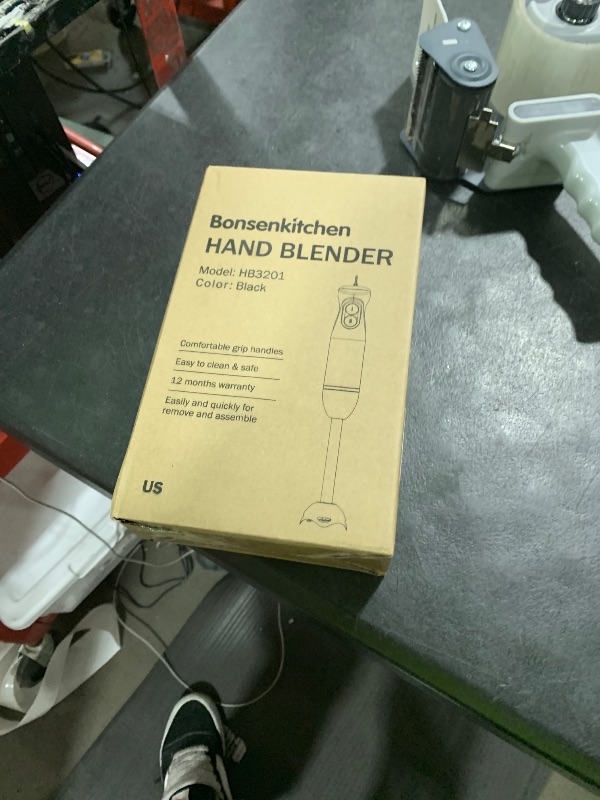 Bonsenkitchen
HAND BLENDER
Model: HB3201
Color: Black
Comfortable grip handles
Easy to clean & safe
12 months warranty
Easily and quickly for
remove and assemble
US